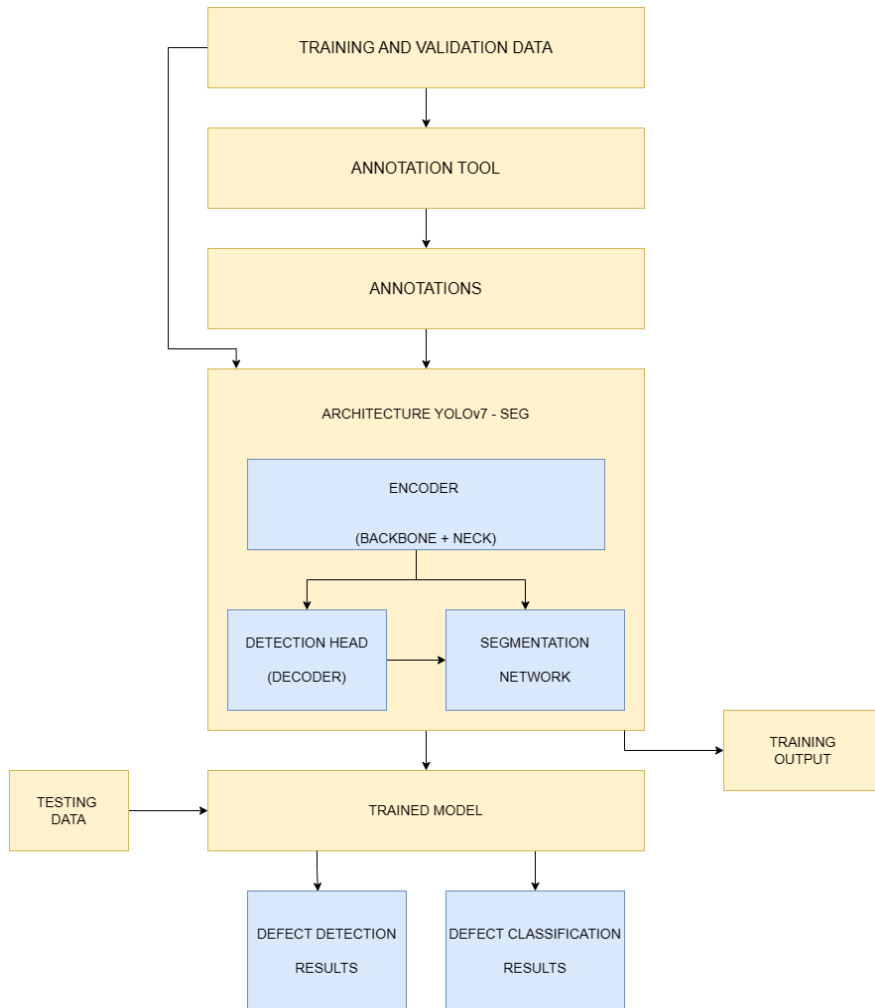 TRAINING AND VALIDATION DATA
ANNOTATION TOOL
ANNOTATIONS
ARCHITECTURE YOLOv7 - SEG
ENCODER
(BACKBONE + NECK)
DETECTION HEAD
(DECODER)
SEGMENTATION
NETWORK
TRAINING
OUTPUT
TESTING
DATA
TRAINED MODEL
DEFECT DETECTION
RESULTS
DEFECT CLASSIFICATION
RESULTS